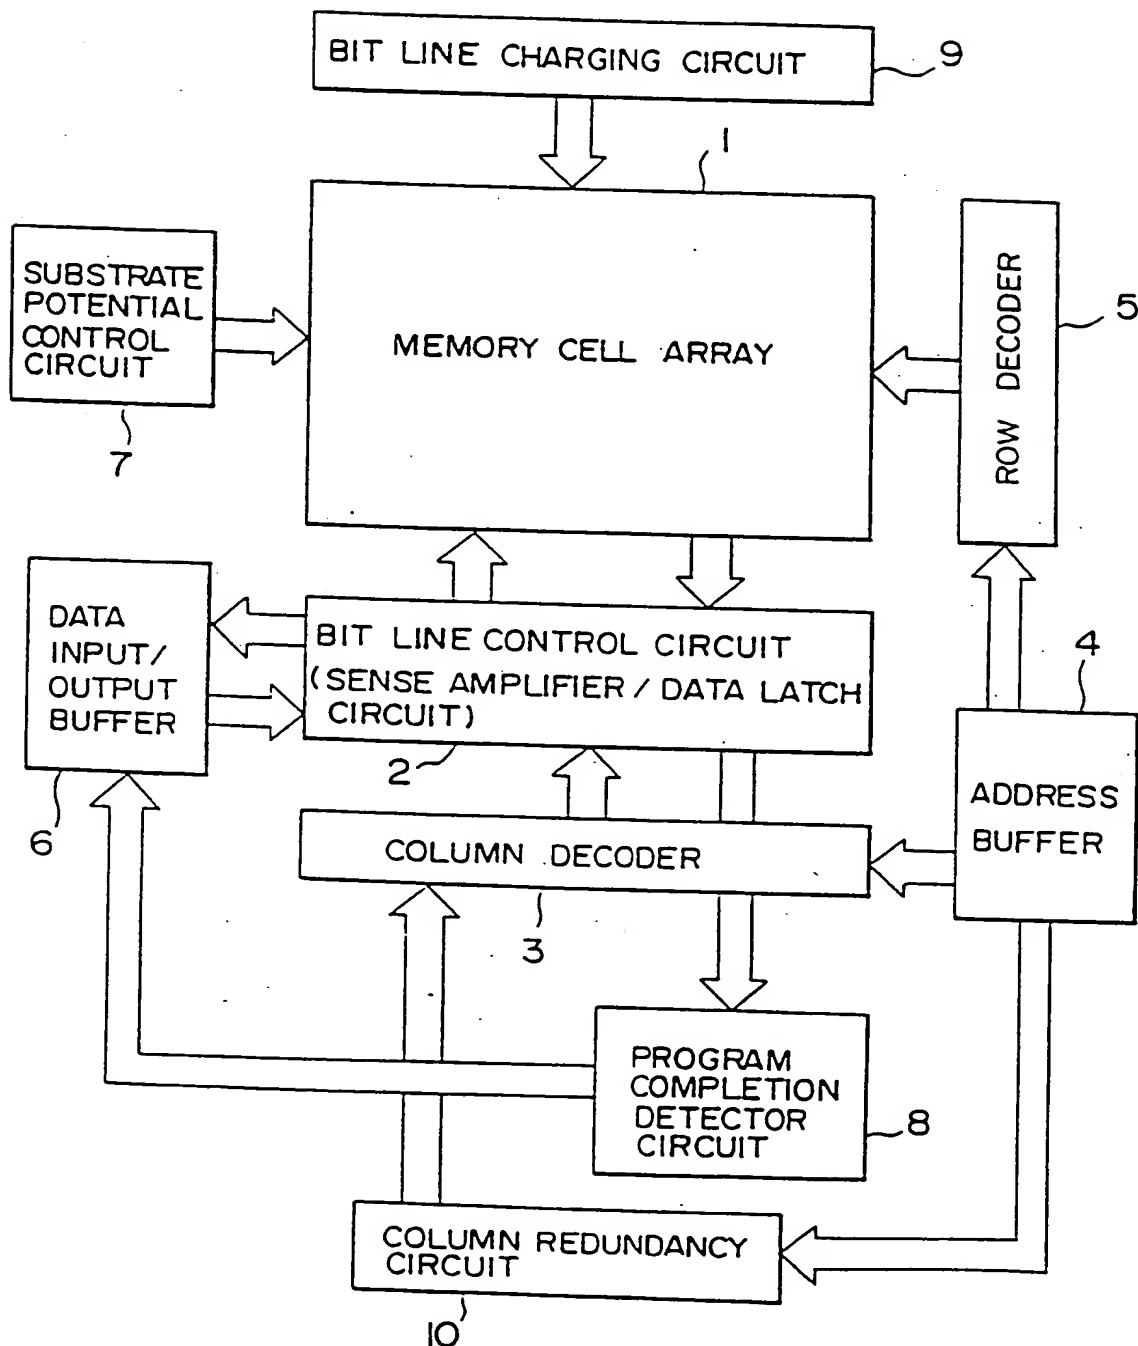 BIT LINE CHARGING CIRCUIT
9
1
SUBSTRATE
POTENTIAL
CONTROL
CIRCUIT
7
MEMORY CELL ARRAY
ROW DECODER
5
DATA
INPUT/
OUTPUT
BUFFER
6
BIT LINE CONTROL CIRCUIT
(SENSE AMPLIFIER / DATA LATCH
CIRCUIT)
2
4
ADDRESS
BUFFER
COLUMN DECODER
3
PROGRAM
COMPLETION
DETECTOR
CIRCUIT
8
COLUMN REDUNDANCY
CIRCUIT
10